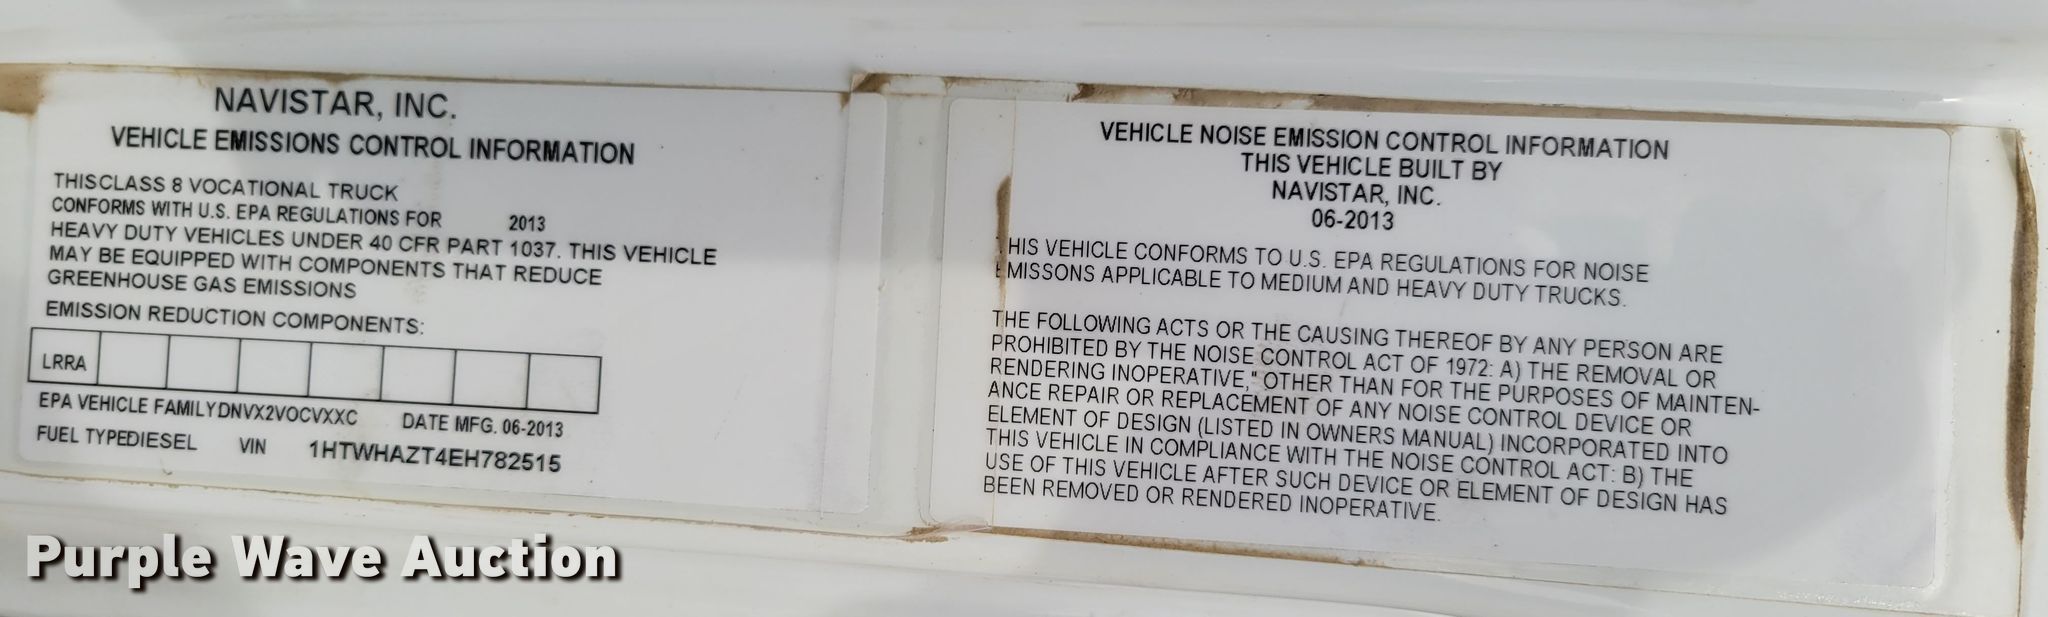 NAVISTAR, INC.
VEHICLE EMISSIONS CONTROL INFORMATION
THISCLASS 8 VOCATIONAL TRUCK
CONFORMS WITH U.S. EPA REGULATIONS FOR 2013
HEAVY DUTY VEHICLES UNDER 40 CFR PART 1037. THIS VEHICLE
MAY BE EQUIPPED WITH COMPONENTS THAT REDUCE
GREENHOUSE GAS EMISSIONS
EMISSION REDUCTION COMPONENTS:
LRRA
EPA VEHICLE FAMILYDNVX2VOCVXXC DATE MFG. 06-2013
FUEL TYPEDIESEL VIN 1HTWHAZT4EH782515
VEHICLE NOISE EMISSION CONTROL INFORMATION
THIS VEHICLE BUILT BY
NAVISTAR, INC.
06-2013
HIS VEHICLE CONFORMS TO U.S. EPA REGULATIONS FOR NOISE
EMISSONS APPLICABLE TO MEDIUM AND HEAVY DUTY TRUCKS.
THE FOLLOWING ACTS OR THE CAUSING THEREOF BY ANY PERSON ARE
PROHIBITED BY THE NOISE CONTROL ACT OF 1972: A) THE REMOVAL OR
RENDERING INOPERATIVE," OTHER THAN FOR THE PURPOSES OF MAINTEN-
ANCE REPAIR OR REPLACEMENT OF ANY NOISE CONTROL DEVICE OR
ELEMENT OF DESIGN (LISTED IN OWNERS MANUAL) INCORPORATED INTO
THIS VEHICLE IN COMPLIANCE WITH THE NOISE CONTROL ACT: B) THE
USE OF THIS VEHICLE AFTER SUCH DEVICE OR ELEMENT OF DESIGN HAS
BEEN REMOVED OR RENDERED INOPERATIVE.
Purple Wave Auction